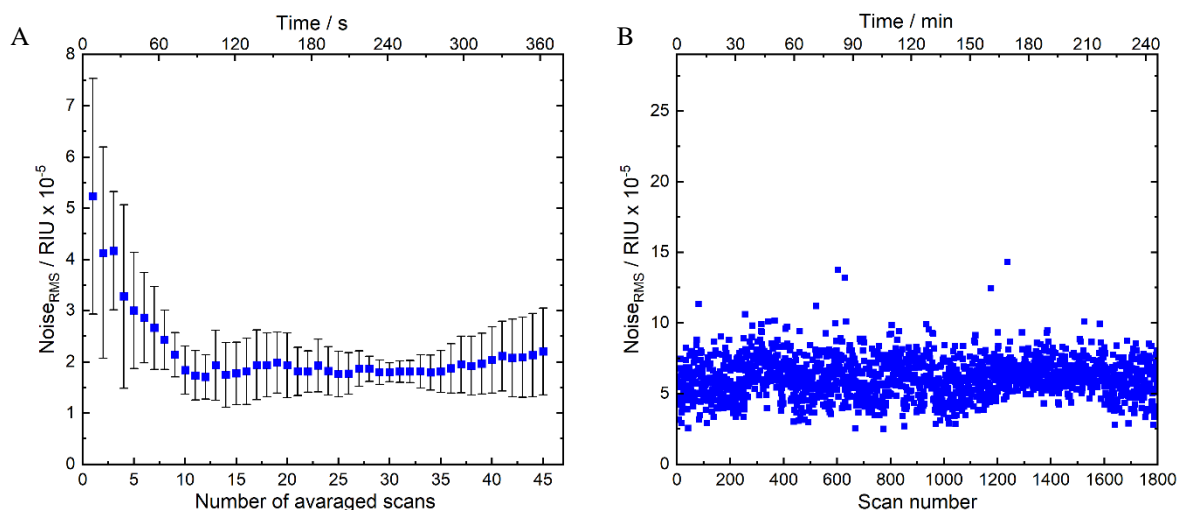 A
Time / s
0 60 120 180 240 300 360
8
7
6
5
4
3
2
1
0
Noise_RMS / RIU x 10^-5
0 5 10 15 20 25 30 35 40 45
Number of avaraged scans
B
Time / min
0 30 60 90 120 150 180 210 240
25
20
15
10
5
0
Noise_RMS / RIU x 10^-5
0 200 400 600 800 1000 1200 1400 1600 1800
Scan number